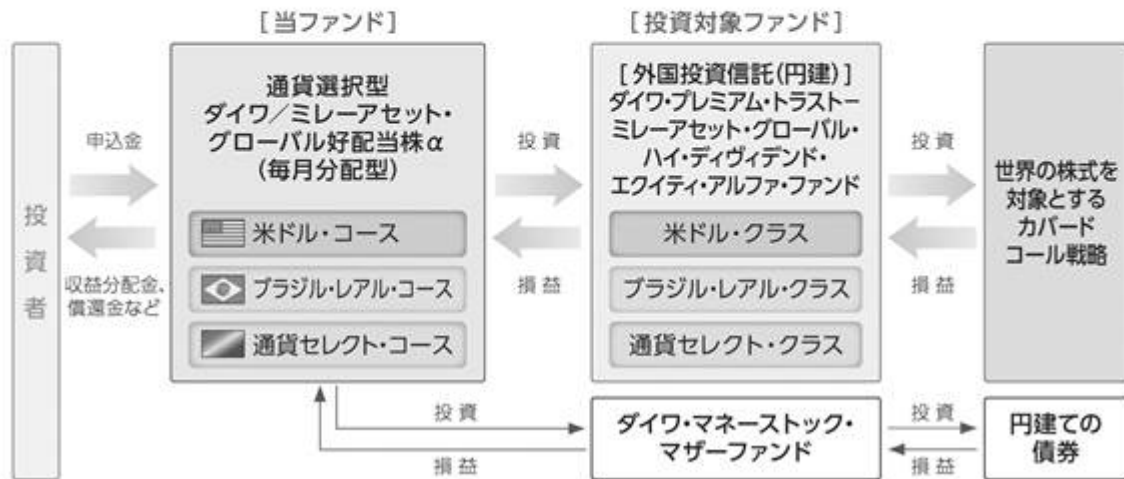 [当ファンド]
[投資対象ファンド]
投資者
申込金
収益分配金、
償還金など
通貨選択型
ダイワ/ミレーアセット・
グローバル好配当株α
(毎月分配型)
米ドル・コース
ブラジル・レアル・コース
通貨セレクト・コース
投資
損益
[外国投資信託(円建)]
ダイワ・プレミアム・トラスト−
ミレーアセット・グローバル・
ハイ・ディヴィデンド・
エクイティ・アルファ・ファンド
米ドル・クラス
ブラジル・レアル・クラス
通貨セレクト・クラス
投資
損益
世界の株式を
対象とする
カバード
コール戦略
投資
損益
ダイワ・マネーストック・
マザーファンド
投資
損益
円建ての
債券